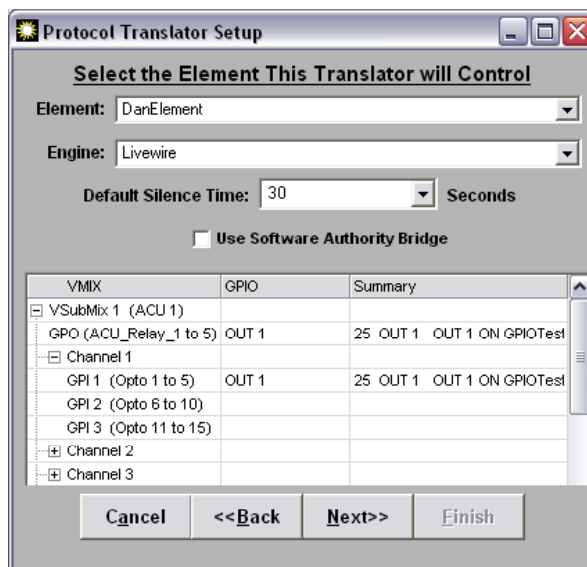 Protocol Translator Setup
Select the Element This Translator will Control
Element: DanElement
Engine: Livewire
Default Silence Time: 30 Seconds
Use Software Authority Bridge
VMIX GPIO Summary
VSubMix 1 (ACU 1)
GPO (ACU_Relay_1 to 5) OUT 1 25 OUT 1 OUT 1 ON GPIOTest
Channel 1
GPI 1 (Opto 1 to 5) OUT 1 25 OUT 1 OUT 1 ON GPIOTest
GPI 2 (Opto 6 to 10)
GPI 3 (Opto 11 to 15)
Channel 2
Channel 3
Cancel <<Back Next>> Finish